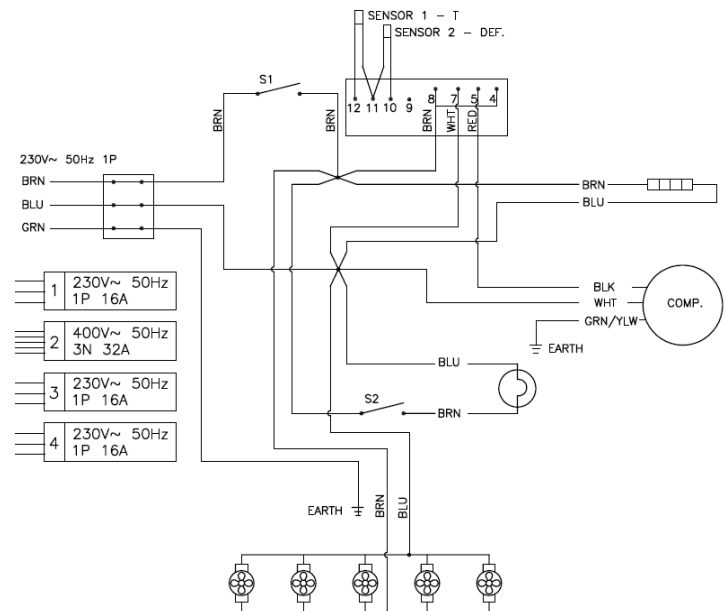 SENSOR 1 - T
SENSOR 2 - DEF.
S1
12 11 10 9 8 7 5 4
BRN
BRN
BRN
WHT
RED
230V~ 50Hz 1P
BRN
BLU
GRN
BRN
BLU
1 230V~ 50Hz
1P 16A
2 400V~ 50Hz
3N 32A
3 230V~ 50Hz
1P 16A
4 230V~ 50Hz
1P 16A
BLK
WHT
GRN/YLW
COMP.
EARTH
BLU
S2
BRN
EARTH
BRN
BLU